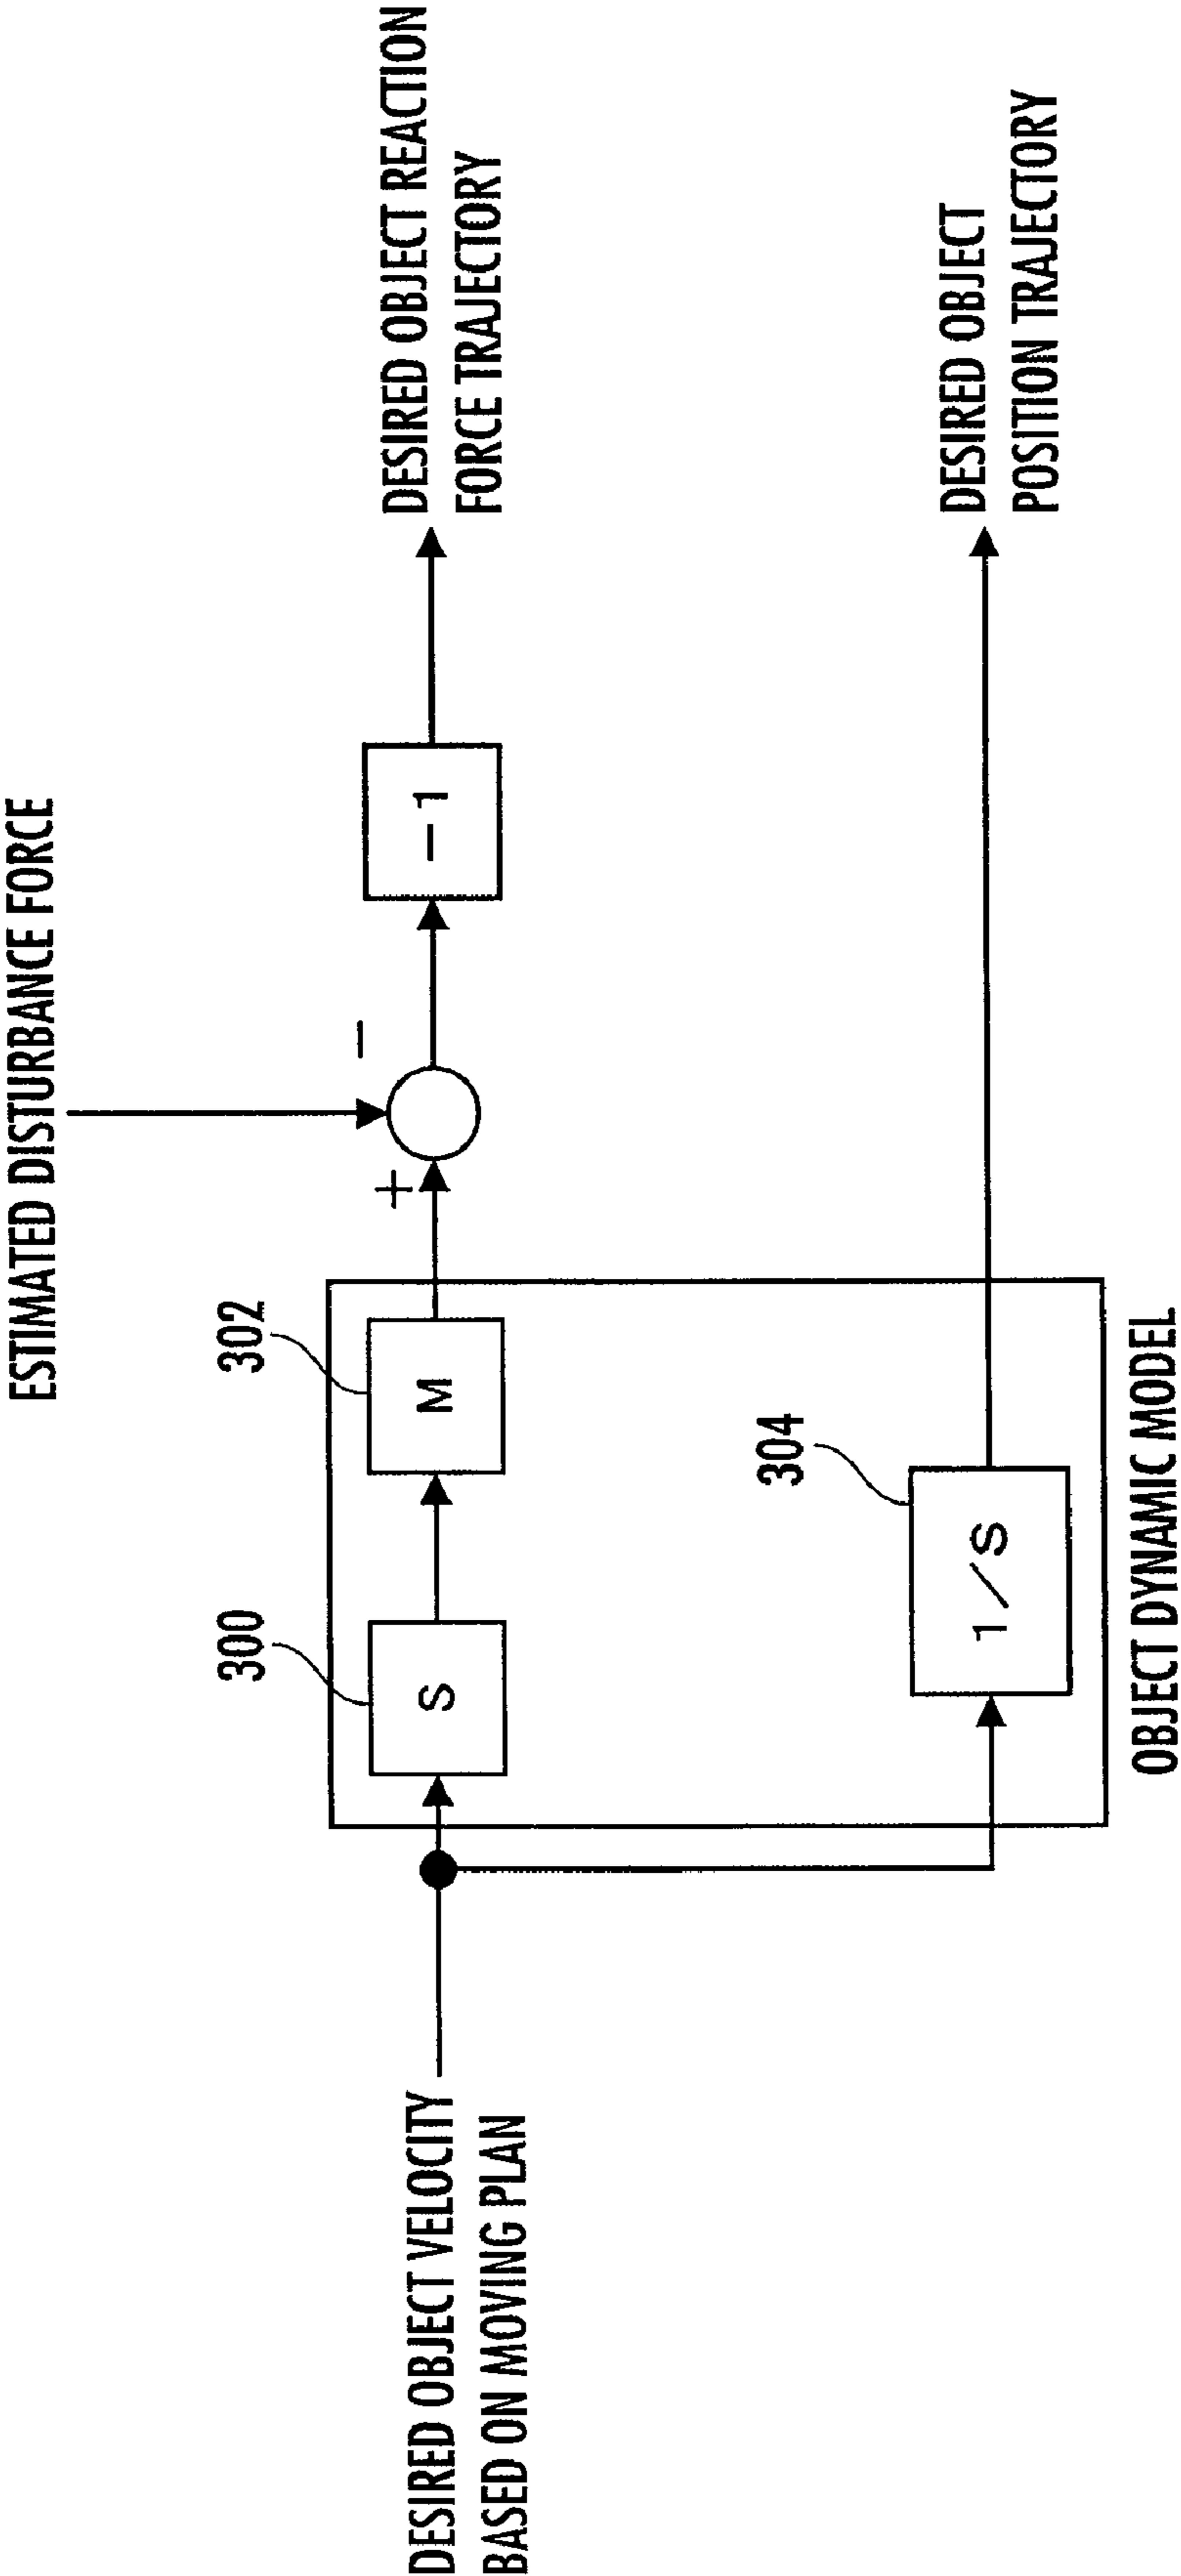 ESTIMATED DISTURBANCE FORCE
DESIRED OBJECT VELOCITY
BASED ON MOVING PLAN
300
S
302
M
+
−
−1
DESIRED OBJECT REACTION
FORCE TRAJECTORY
304
1/S
DESIRED OBJECT
POSITION TRAJECTORY
OBJECT DYNAMIC MODEL